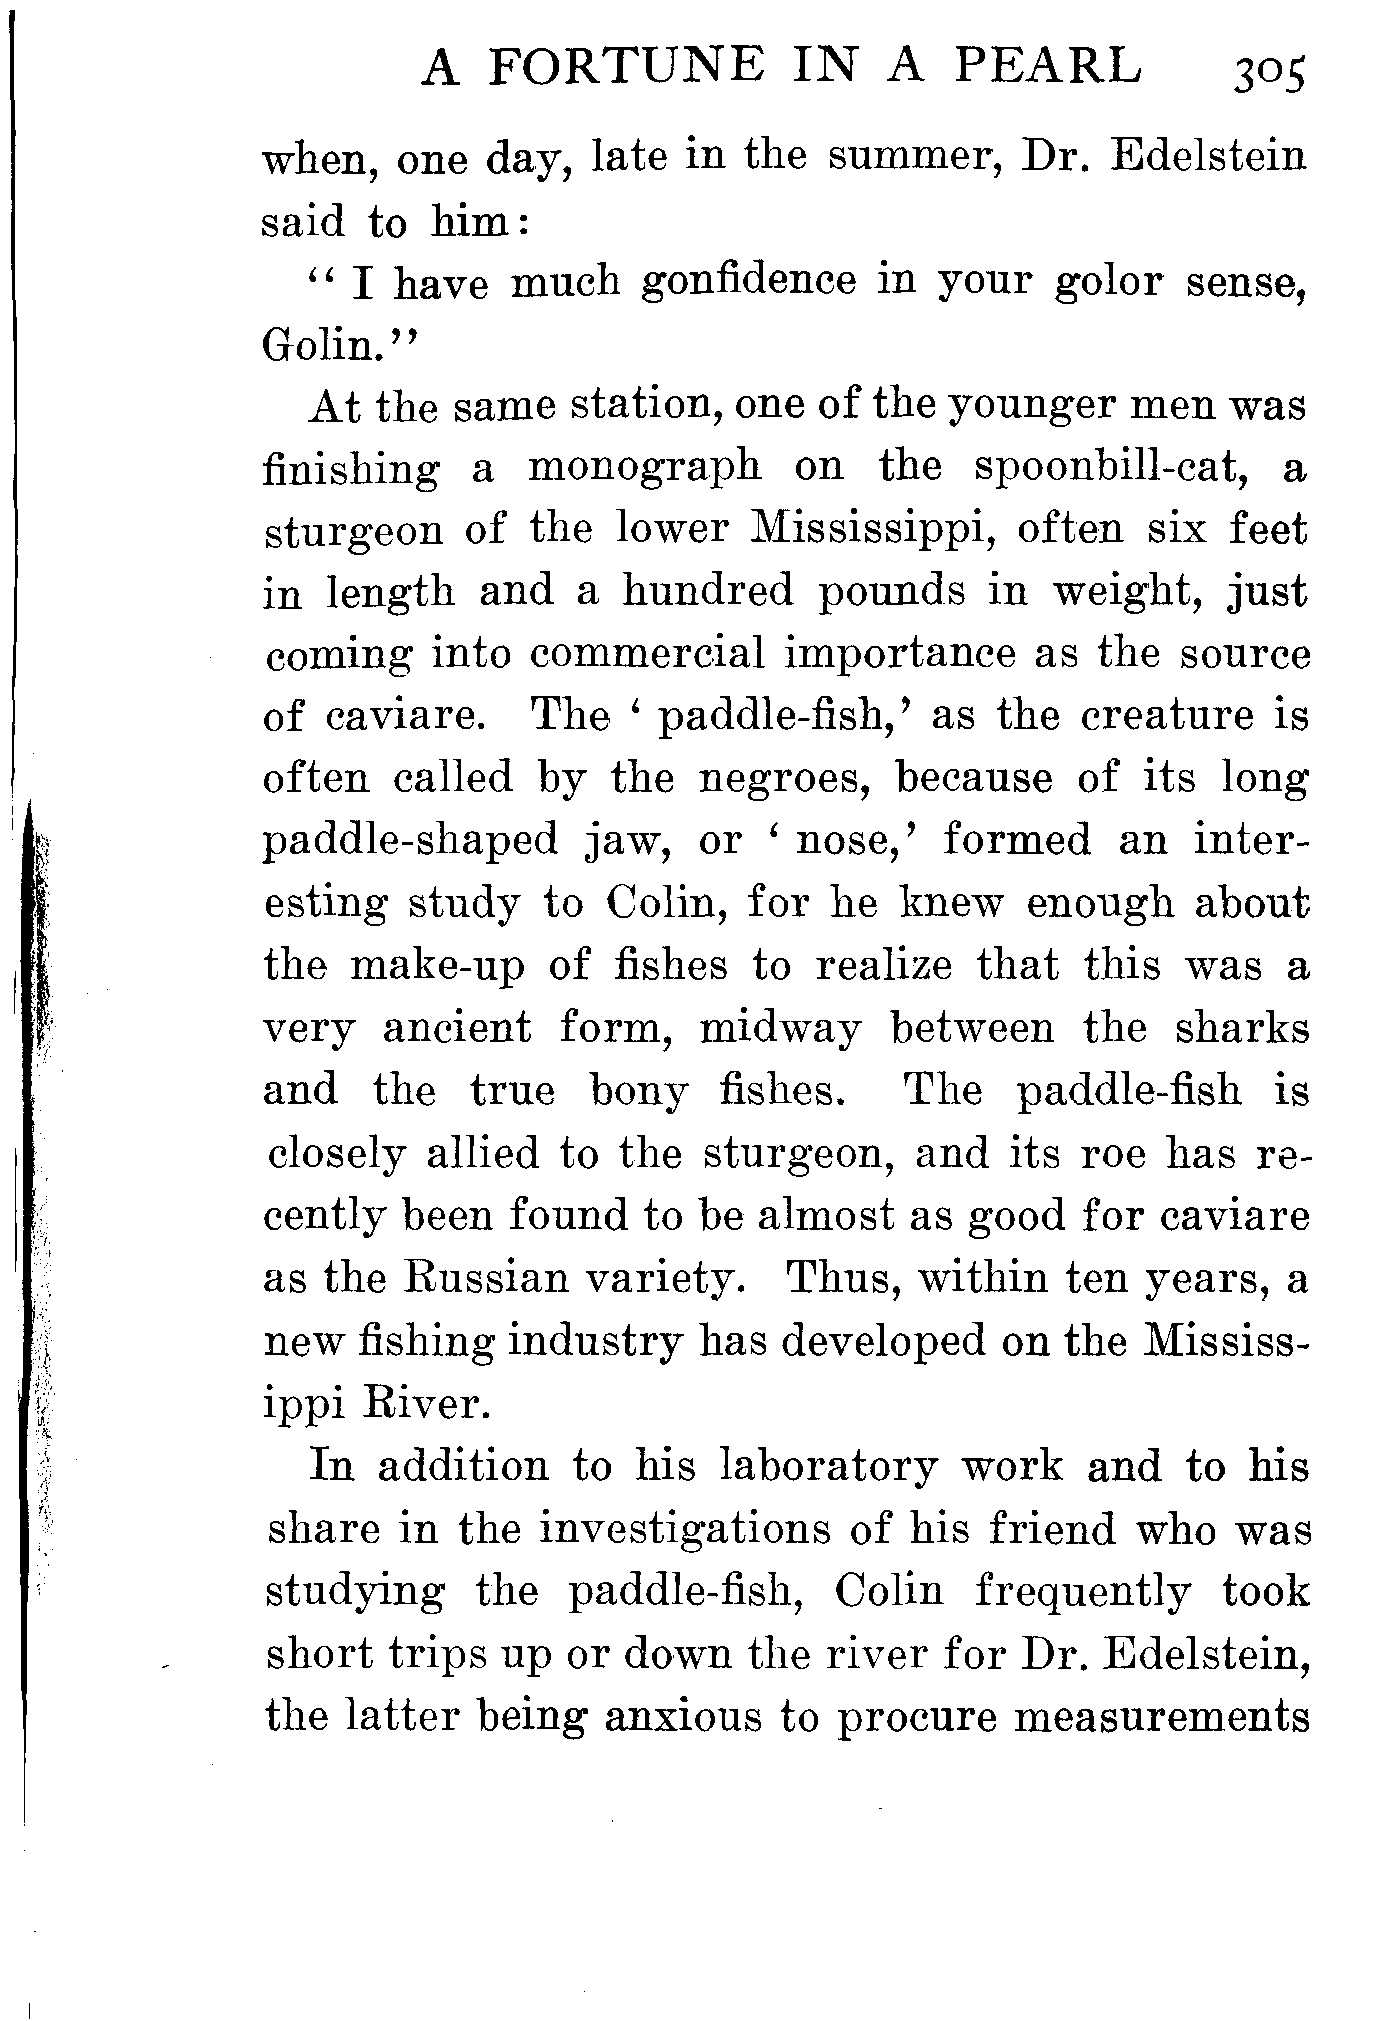 A FORTUNE IN A PEARL 305
when, one day, late in the summer, Dr. Edelstein
said to him:
“ I have much gonfidence in your golor sense,
Golin.”
At the same station, one of the younger men was
finishing a monograph on the spoonbill-cat, a
sturgeon of the lower Mississippi, often six feet
in length and a hundred pounds in weight, just
coming into commercial importance as the source
of caviare. The ‘ paddle-fish,’ as the creature is
often called by the negroes, because of its long
paddle-shaped jaw, or ‘ nose,’ formed an inter-
esting study to Colin, for he knew enough about
the make-up of fishes to realize that this was a
very ancient form, midway between the sharks
and the true bony fishes. The paddle-fish is
closely allied to the sturgeon, and its roe has re-
cently been found to be almost as good for caviare
as the Russian variety. Thus, within ten years, a
new fishing industry has developed on the Mississ-
ippi River.
In addition to his laboratory work and to his
share in the investigations of his friend who was
studying the paddle-fish, Colin frequently took
short trips up or down the river for Dr. Edelstein,
the latter being anxious to procure measurements